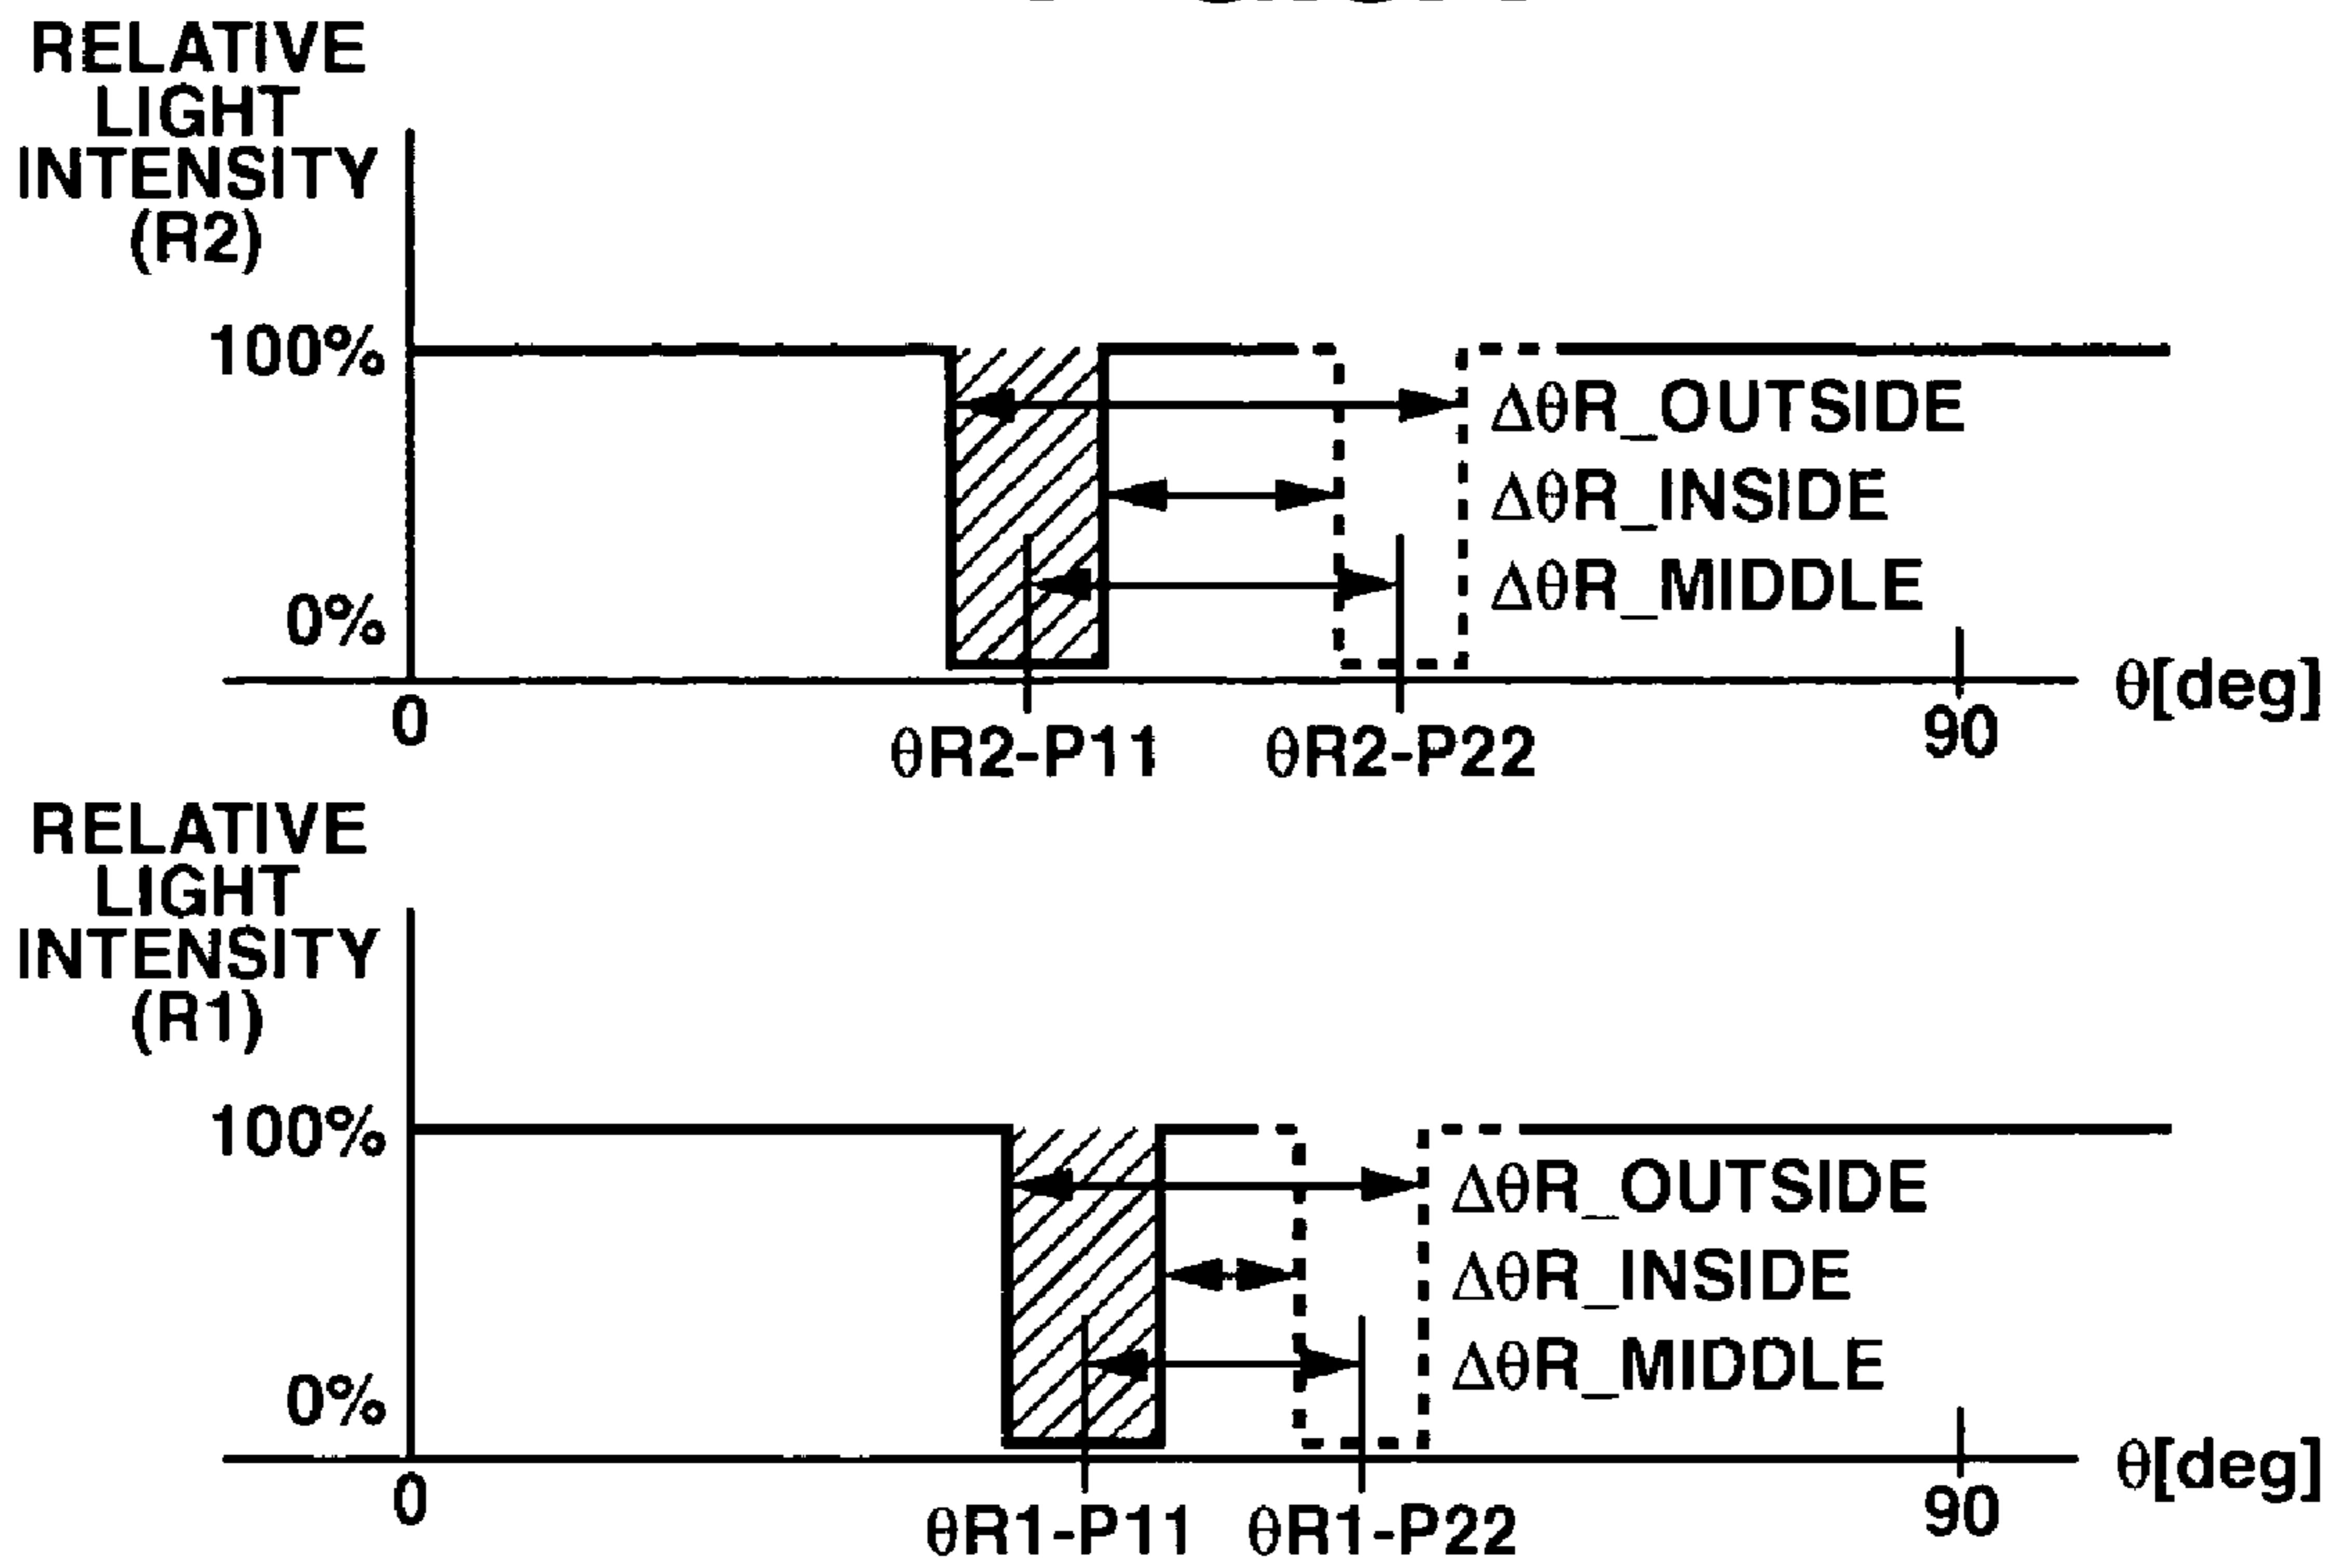 RELATIVE
LIGHT
INTENSITY
(R2)
100%
ΔθR_OUTSIDE
ΔθR_INSIDE
ΔθR_MIDDLE
0%
θ[deg]
0
90
θR2-P11
θR2-P22
RELATIVE
LIGHT
INTENSITY
(R1)
100%
ΔθR_OUTSIDE
ΔθR_INSIDE
ΔθR_MIDDLE
0%
θ[deg]
0
90
θR1-P11
θR1-P22